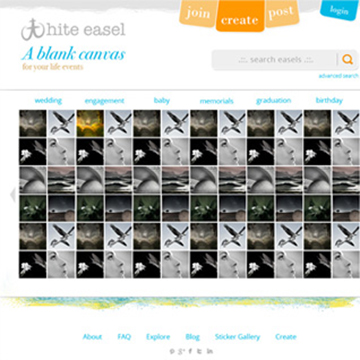 join create post login
white easel
A blank canvas
for your life events
.::. search easels .::.
advanced search
wedding engagement baby memorials graduation birthday
About FAQ Explore Blog Sticker Gallery Create